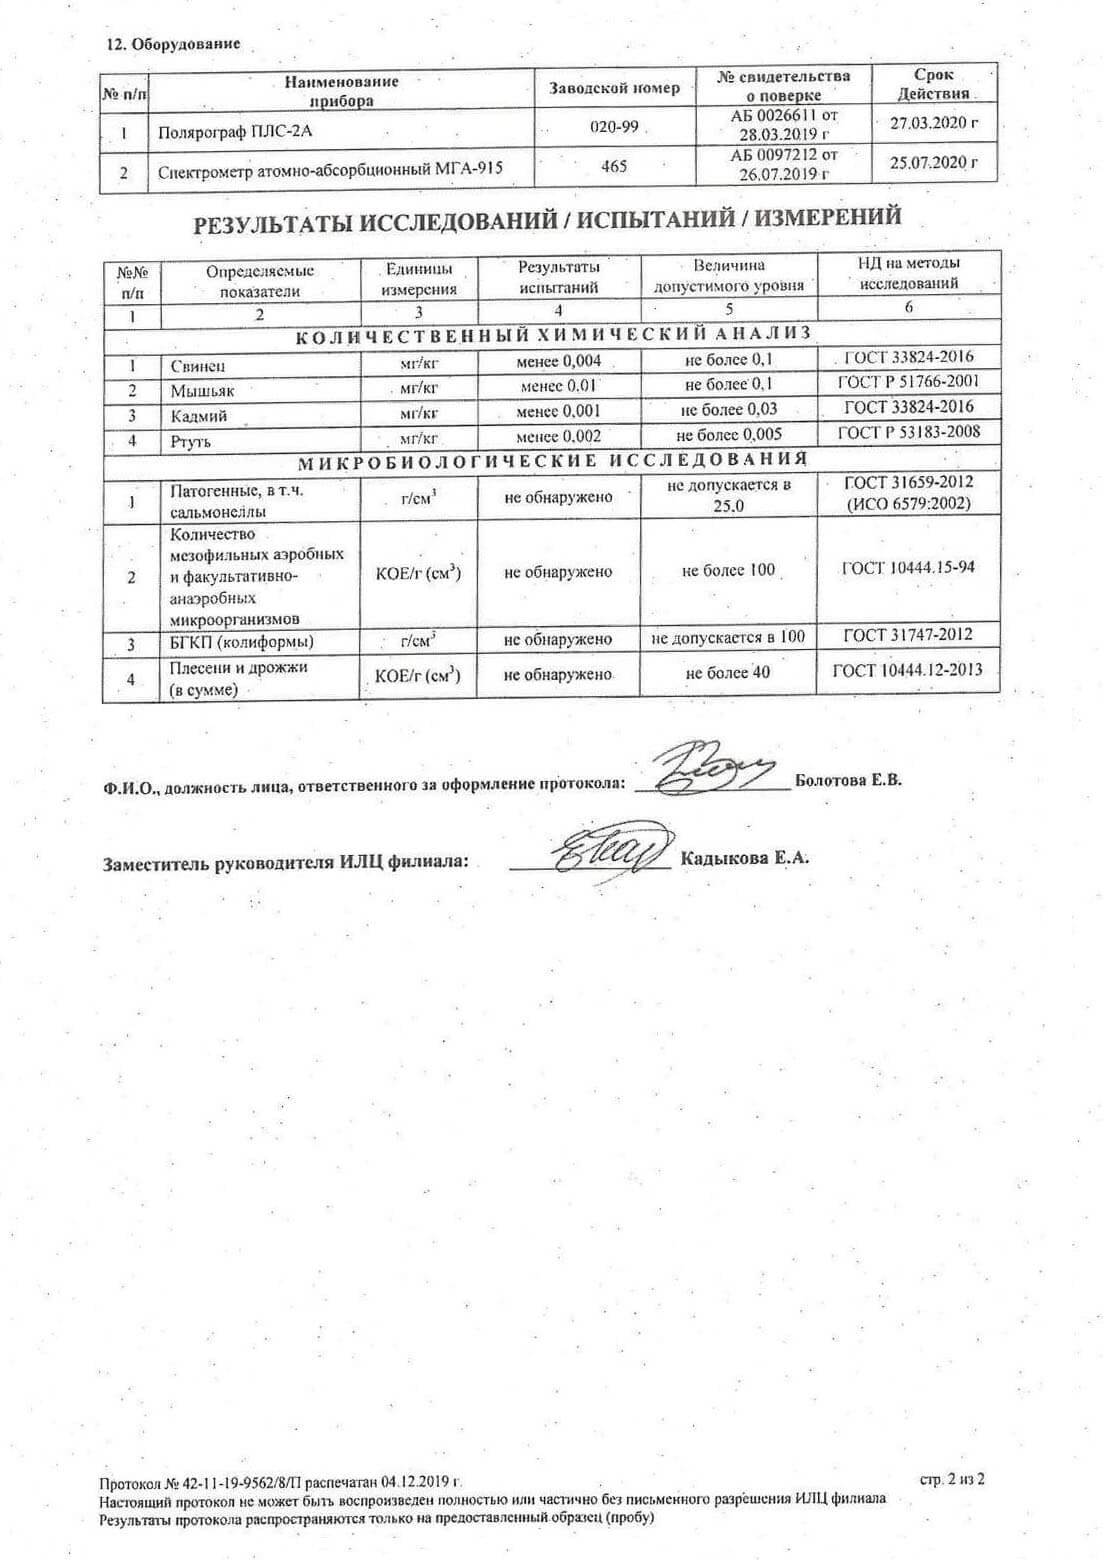 12. Оборудование
№ п/п
Наименование
прибора
Заводской номер
№ свидетельства
о поверке
Срок
Действия
1
Полярограф ПЛС-2А
020-99
АБ 0026611 от
28.03.2019 г
27.03.2020 г
2
Спектрометр атомно-абсорбционный МГА-915
465
АБ 0097212 от
26.07.2019 г
25.07.2020 г
РЕЗУЛЬТАТЫ ИССЛЕДОВАНИЙ / ИСПЫТАНИЙ / ИЗМЕРЕНИЙ
№№
п/п
Определяемые
показатели
Единицы
измерения
Результаты
испытаний
Величина
допустимого уровня
НД на методы
исследований
1
2
3
4
5
6
КОЛИЧЕСТВЕННЫЙ ХИМИЧЕСКИЙ АНАЛИЗ
1
Свинец
мг/кг
менее 0,004
не более 0,1
ГОСТ 33824-2016
2
Мышьяк
мг/кг
менее 0,01
не более 0,1
ГОСТ Р 51766-2001
3
Кадмий
мг/кг
менее 0,001
не более 0,03
ГОСТ 33824-2016
4
Ртуть
мг/кг
менее 0,002
не более 0,005
ГОСТ Р 53183-2008
МИКРОБИОЛОГИЧЕСКИЕ ИССЛЕДОВАНИЯ
1
Патогенные, в т.ч.
сальмонеллы
г/см³
не обнаружено
не допускается в
25.0
ГОСТ 31659-2012
(ИСО 6579:2002)
2
Количество
мезофильных аэробных
и факультативно-
анаэробных
микроорганизмов
КОЕ/г (см³)
не обнаружено
не более 100
ГОСТ 10444.15-94
3
БГКП (колиформы)
г/см³
не обнаружено
не допускается в 100
ГОСТ 31747-2012
4
Плесени и дрожжи
(в сумме)
КОЕ/г (см³)
не обнаружено
не более 40
ГОСТ 10444.12-2013
Ф.И.О., должность лица, ответственного за оформление протокола: Болотова Е.В.
Заместитель руководителя ИЛЦ филиала: Кадыкова Е.А.
Протокол № 42-11-19-9562/8/П распечатан 04.12.2019 г.
стр. 2 из 2
Настоящий протокол не может быть воспроизведен полностью или частично без письменного разрешения ИЛЦ филиала
Результаты протокола распространяются только на предоставленный образец (пробу)